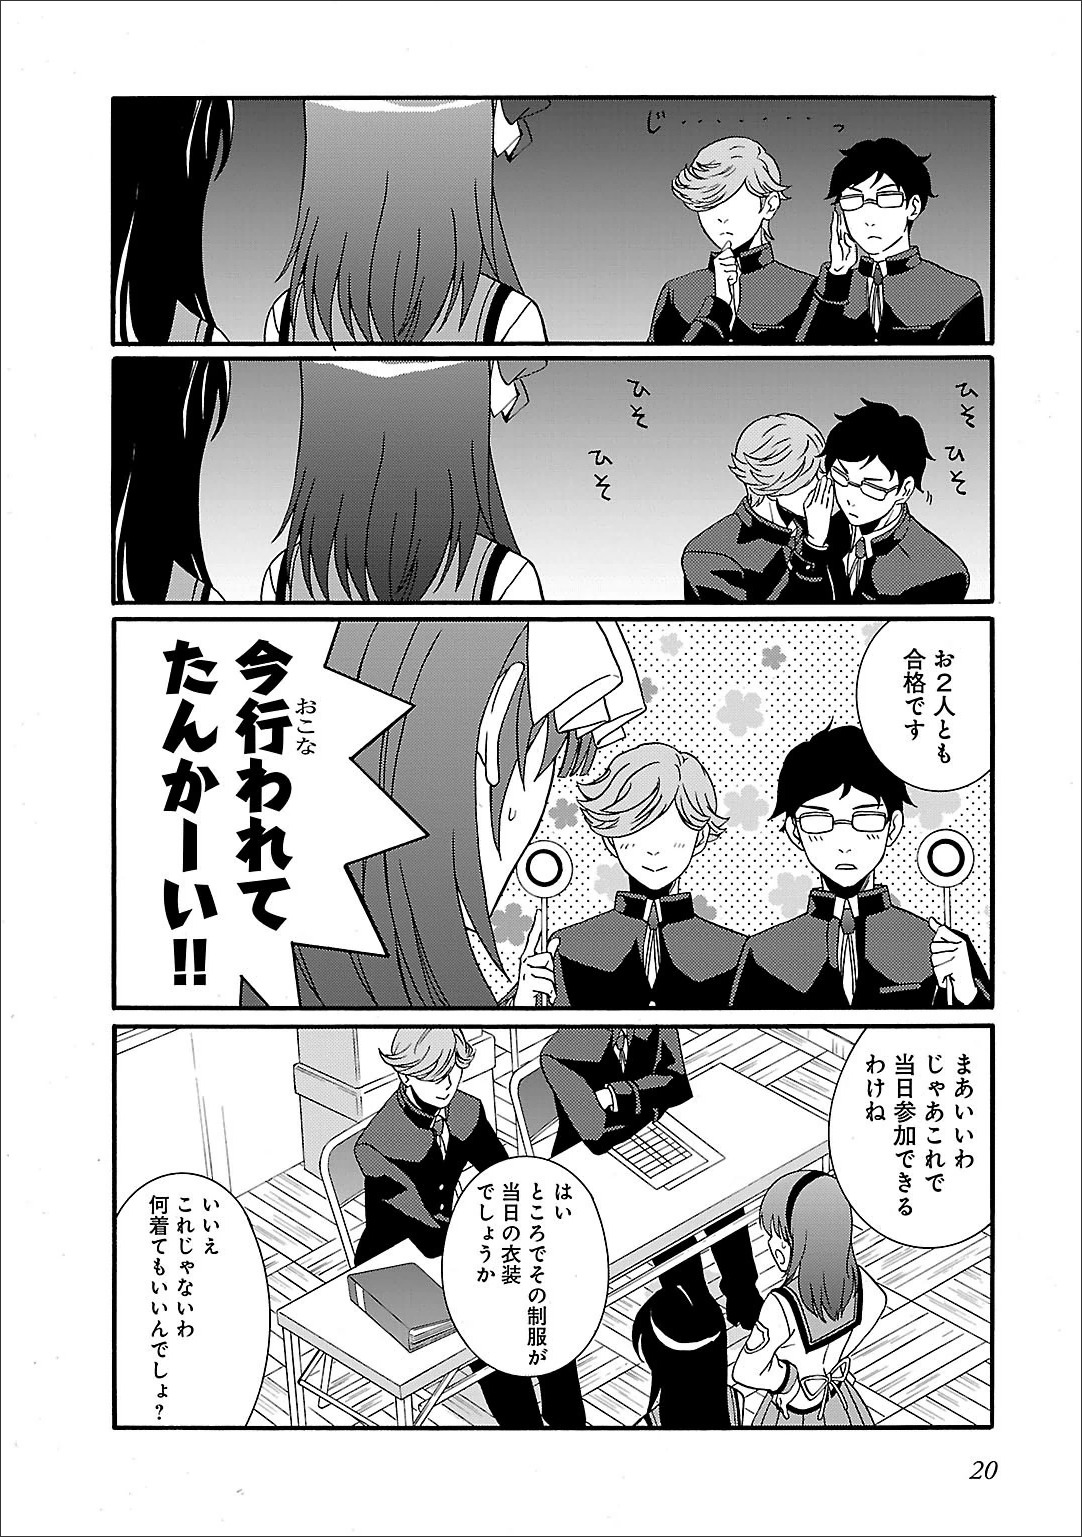 じ・・・・・・・っ
ひそ
ひそ
ひそ
ひそ
お2人とも
合格です
今行われて
おこな
たんかーい!!
まあいいわ
じゃあこれで
当日参加できる
わけね
はい
ところでその制服が
当日の衣装
でしょうか
いいえ
これじゃないわ
何着てもいいんでしょ?
20